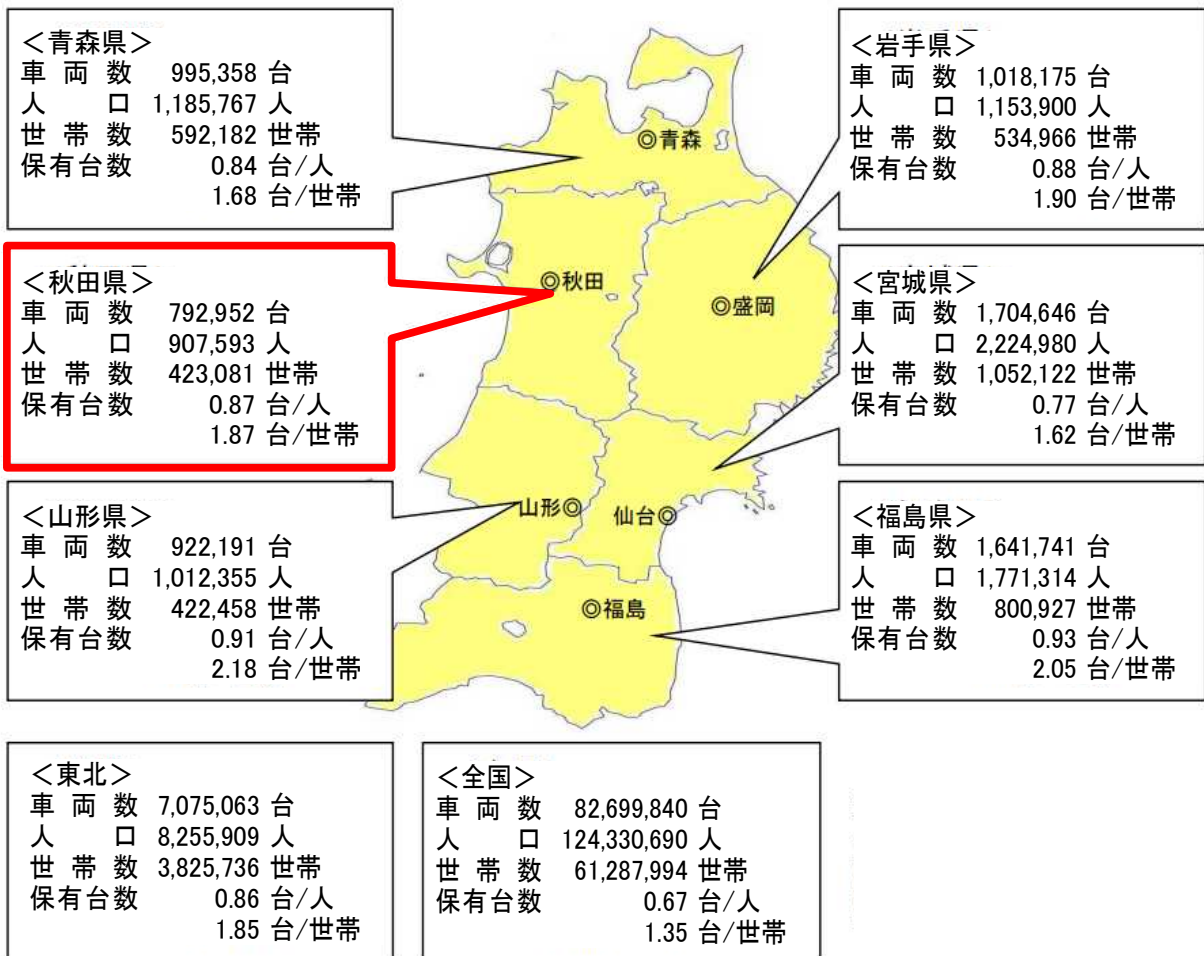 ＜青森県＞
車 両 数 995,358 台
人 口 1,185,767 人
世 帯 数 592,182 世帯
保有台数 0.84 台/人
1.68 台/世帯
＜岩手県＞
車 両 数 1,018,175 台
人 口 1,153,900 人
世 帯 数 534,966 世帯
保有台数 0.88 台/人
1.90 台/世帯
◎青森
＜秋田県＞
車 両 数 792,952 台
人 口 907,593 人
世 帯 数 423,081 世帯
保有台数 0.87 台/人
1.87 台/世帯
◎秋田
◎盛岡
＜宮城県＞
車 両 数 1,704,646 台
人 口 2,224,980 人
世 帯 数 1,052,122 世帯
保有台数 0.77 台/人
1.62 台/世帯
＜山形県＞
車 両 数 922,191 台
人 口 1,012,355 人
世 帯 数 422,458 世帯
保有台数 0.91 台/人
2.18 台/世帯
山形◎
仙台◎
＜福島県＞
車 両 数 1,641,741 台
人 口 1,771,314 人
世 帯 数 800,927 世帯
保有台数 0.93 台/人
2.05 台/世帯
◎福島
＜東北＞
車 両 数 7,075,063 台
人 口 8,255,909 人
世 帯 数 3,825,736 世帯
保有台数 0.86 台/人
1.85 台/世帯
＜全国＞
車 両 数 82,699,840 台
人 口 124,330,690 人
世 帯 数 61,287,994 世帯
保有台数 0.67 台/人
1.35 台/世帯